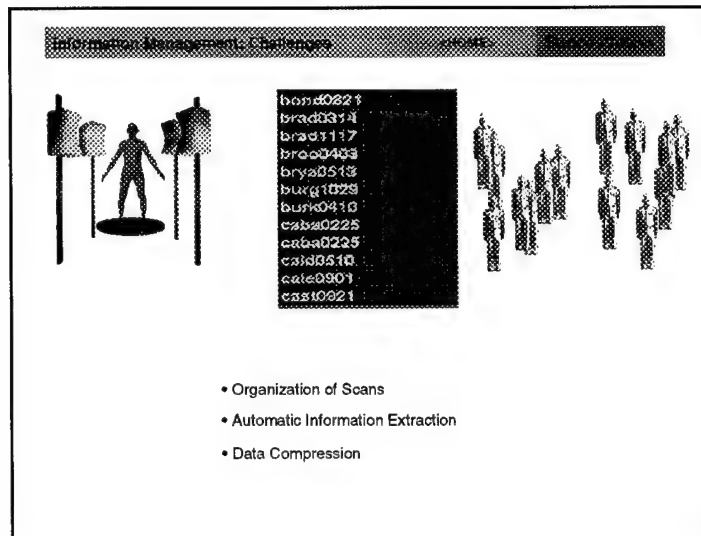 Information Management: Challenges
bond0821
brad0314
brad1117
broo0403
brya0513
burg1029
burk0410
caba0225
caba0225
cald0510
cale0901
cast0821
• Organization of Scans
• Automatic Information Extraction
• Data Compression